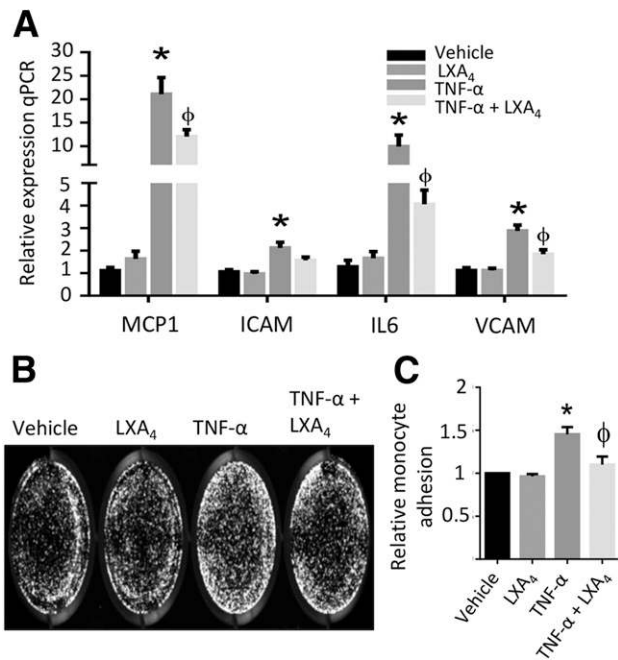 A
Relative expression qPCR
30
25
20
15
10
5
4
3
2
1
0
*
ϕ
*
*
ϕ
*
ϕ
Vehicle
LXA₄
TNF-α
TNF-α + LXA₄
MCP1 ICAM IL6 VCAM
B
Vehicle LXA₄ TNF-α TNF-α + LXA₄
C
Relative monocyte
adhesion
2
1.5
1
0.5
*
ϕ
Vehicle
LXA₄
TNF-α
TNF-α + LXA₄